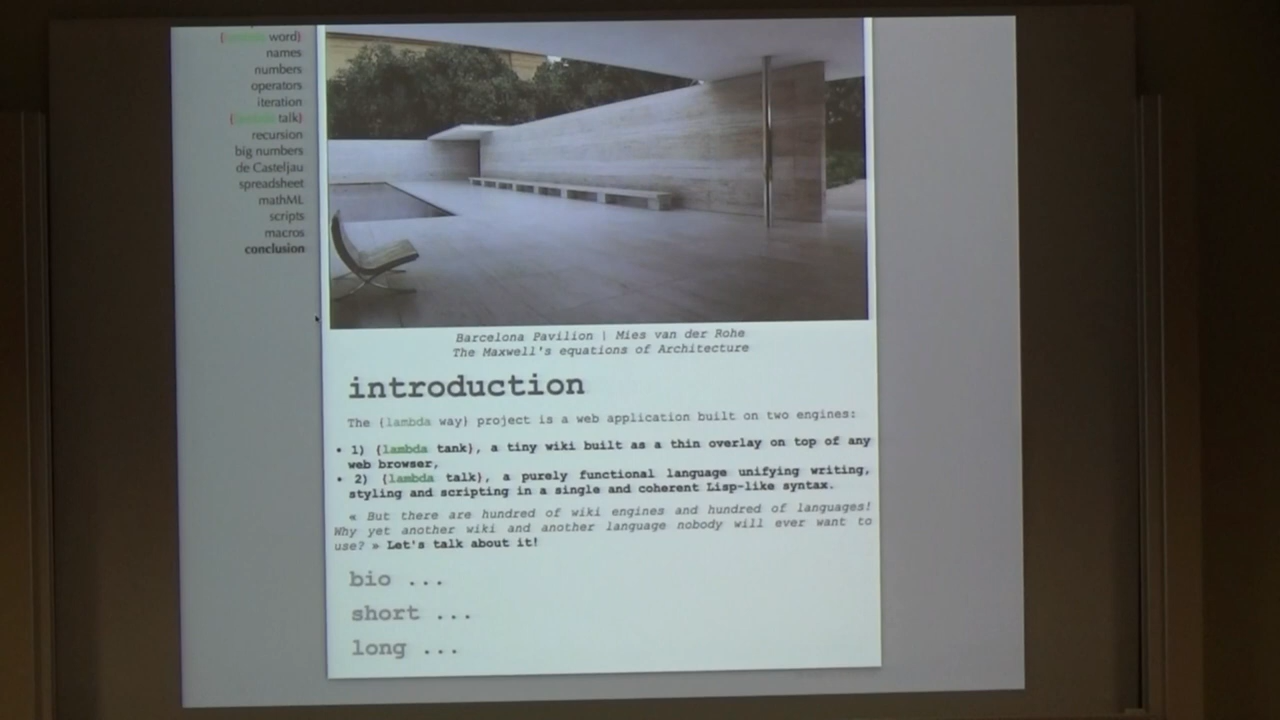 {lambda word}
names
numbers
operators
iteration
{lambda talk}
recursion
big numbers
de Casteljau
spreadsheet
mathML
scripts
macros
conclusion
Barcelona Pavilion | Mies van der Rohe
The Maxwell's equations of Architecture
introduction
The {lambda way} project is a web application built on two engines:
• 1) {lambda tank}, a tiny wiki built as a thin overlay on top of any
web browser,
• 2) {lambda talk}, a purely functional language unifying writing,
styling and scripting in a single and coherent Lisp-like syntax.
« But there are hundred of wiki engines and hundred of languages!
Why yet another wiki and another language nobody will ever want to
use? » Let's talk about it!
bio ...
short ...
long ...